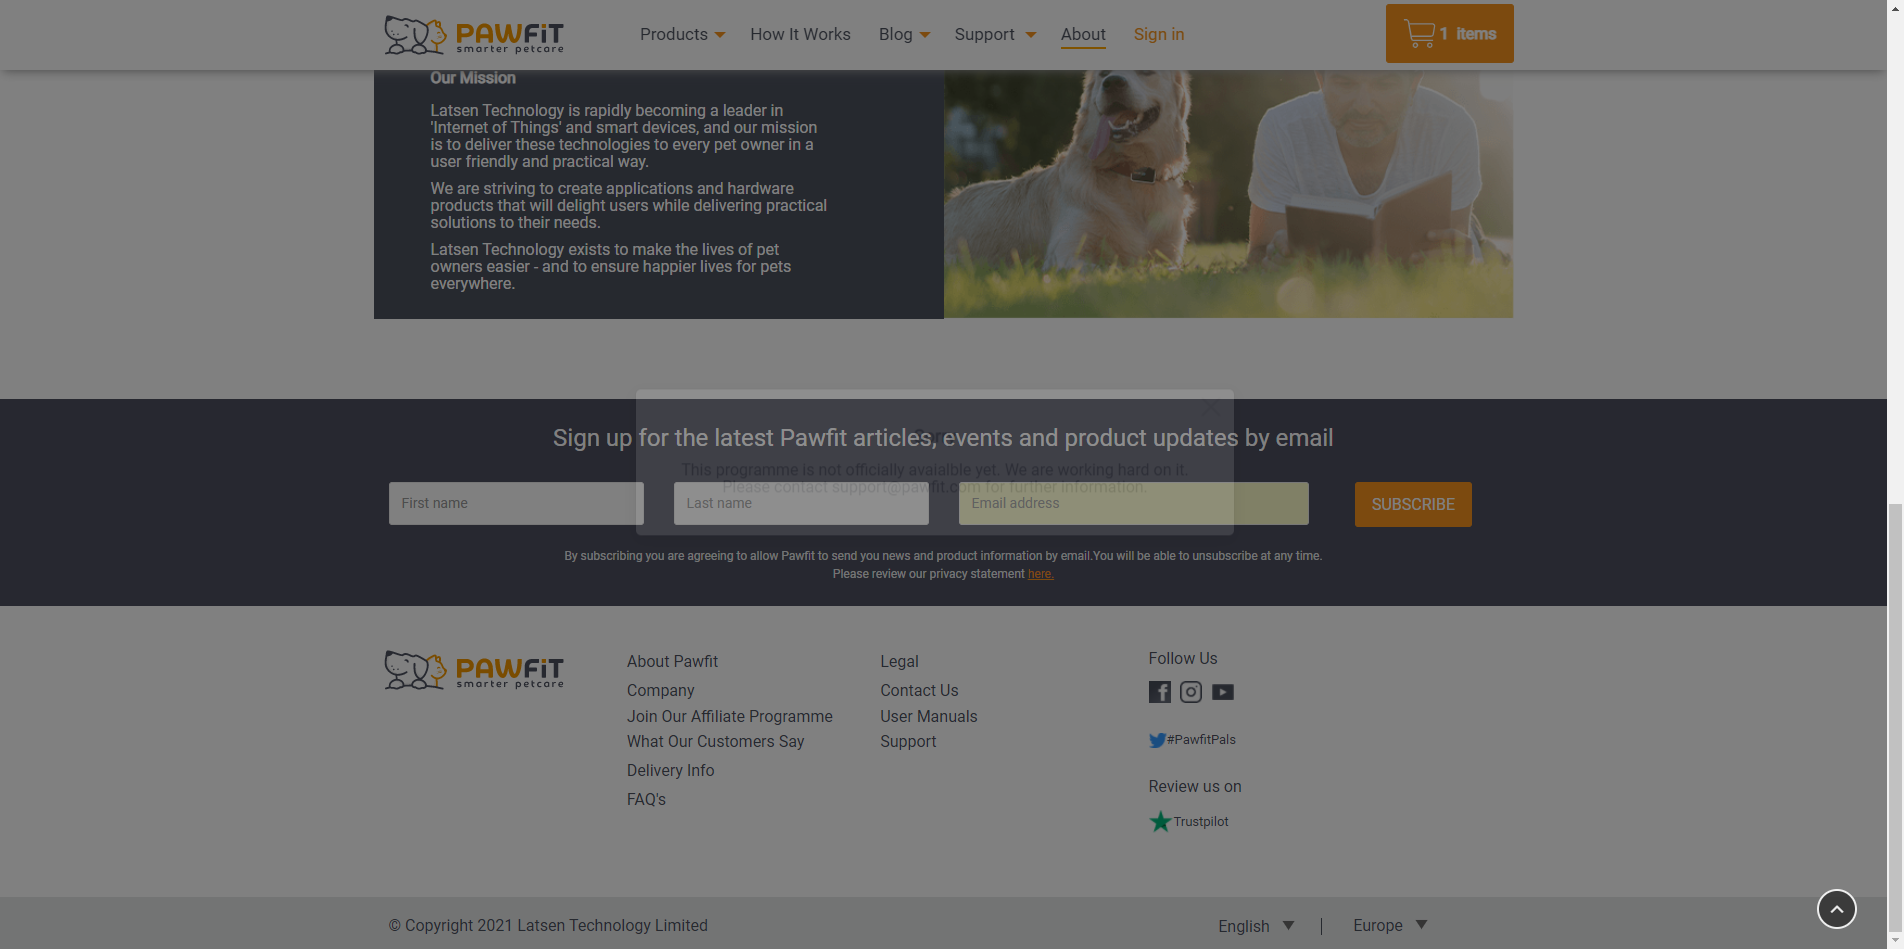 PAWFiT
smarter petcare
Products
How It Works
Blog
Support
About
Sign in
1 items
Our Mission
Latsen Technology is rapidly becoming a leader in
'Internet of Things' and smart devices, and our mission
is to deliver these technologies to every pet owner in a
user friendly and practical way.
We are striving to create applications and hardware
products that will delight users while delivering practical
solutions to their needs.
Latsen Technology exists to make the lives of pet
owners easier - and to ensure happier lives for pets
everywhere.
Sign up for the latest Pawfit articles, events and product updates by email
This programme is not officially avaialble yet. We are working hard on it.
Please contact support@pawfit.com for further information.
First name
Last name
Email address
SUBSCRIBE
By subscribing you are agreeing to allow Pawfit to send you news and product information by email.You will be able to unsubscribe at any time.
Please review our privacy statement here.
PAWFiT
smarter petcare
About Pawfit
Company
Join Our Affiliate Programme
What Our Customers Say
Delivery Info
FAQ's
Legal
Contact Us
User Manuals
Support
Follow Us
#PawfitPals
Review us on
Trustpilot
© Copyright 2021 Latsen Technology Limited
English
|
Europe